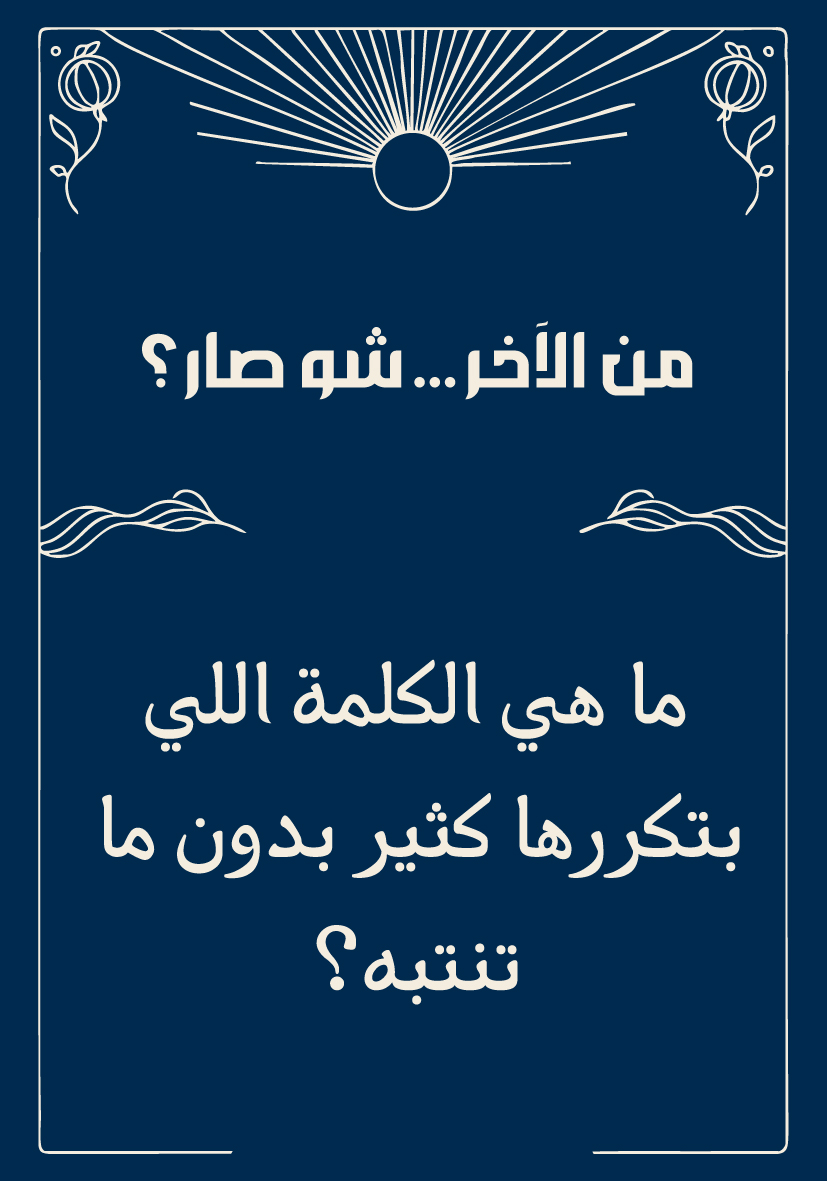 من الآخر... شو صار؟
ما هي الكلمة اللي
بتكررها كثير بدون ما
تنتبه؟